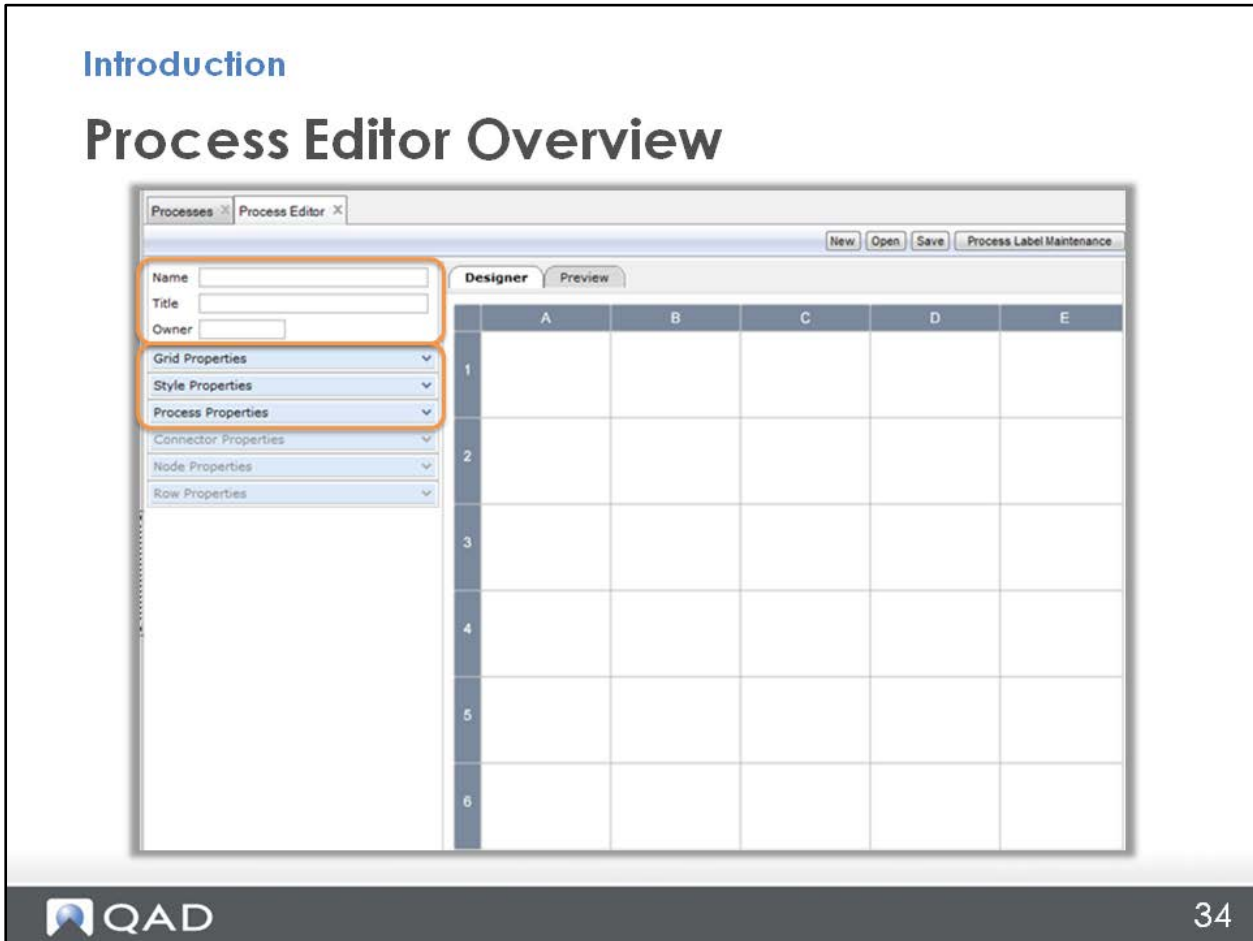 Introduction
Process Editor Overview
Processes Process Editor
New Open Save Process Label Maintenance
Name
Title
Owner
Grid Properties
Style Properties
Process Properties
Connector Properties
Node Properties
Row Properties
Designer Preview
A B C D E
1
2
3
4
5
6
QAD
34